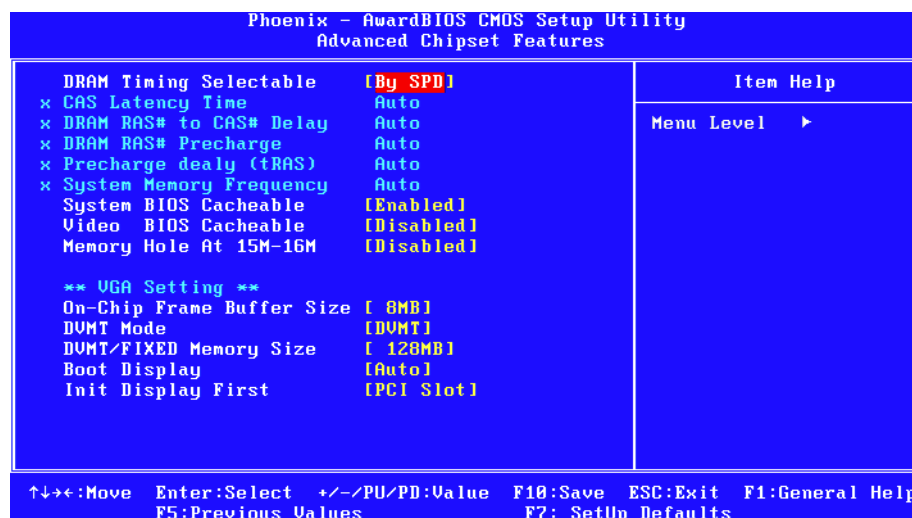 Phoenix - AwardBIOS CMOS Setup Utility
Advanced Chipset Features
DRAM Timing Selectable [By SPD]
x CAS Latency Time Auto
x DRAM RAS# to CAS# Delay Auto
x DRAM RAS# Precharge Auto
x Precharge dealy (tRAS) Auto
x System Memory Frequency Auto
System BIOS Cacheable [Enabled]
Video BIOS Cacheable [Disabled]
Memory Hole At 15M-16M [Disabled]
** VGA Setting **
On-Chip Frame Buffer Size [ 8MB]
DVMT Mode [DVMT]
DVMT/FIXED Memory Size [ 128MB]
Boot Display [Auto]
Init Display First [PCI Slot]
Item Help
Menu Level ►
↑↓→←:Move Enter:Select +/-/PU/PD:Value F10:Save ESC:Exit F1:General Help
F5:Previous Values F7: SetUp Defaults